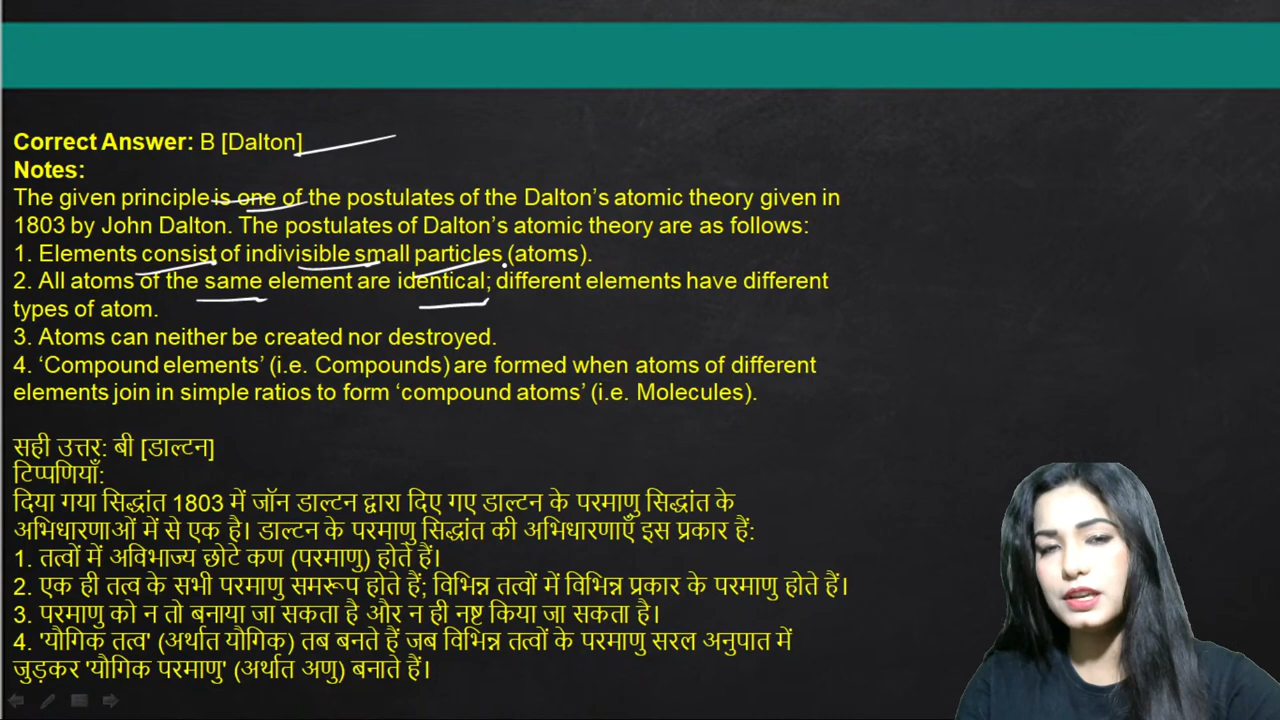 Correct Answer: B [Dalton]
Notes:
The given principle is one of the postulates of the Dalton’s atomic theory given in
1803 by John Dalton. The postulates of Dalton’s atomic theory are as follows:
1. Elements consist of indivisible small particles (atoms).
2. All atoms of the same element are identical; different elements have different
types of atom.
3. Atoms can neither be created nor destroyed.
4. ‘Compound elements’ (i.e. Compounds) are formed when atoms of different
elements join in simple ratios to form ‘compound atoms’ (i.e. Molecules).
सही उत्तर: बी [डाल्टन]
टिप्पणियाँ:
दिया गया सिद्धांत 1803 में जॉन डाल्टन द्वारा दिए गए डाल्टन के परमाणु सिद्धांत के
अभिधारणाओं में से एक है। डाल्टन के परमाणु सिद्धांत की अभिधारणाएँ इस प्रकार हैं:
1. तत्वों में अविभाज्य छोटे कण (परमाणु) होते हैं।
2. एक ही तत्व के सभी परमाणु समरूप होते हैं; विभिन्न तत्वों में विभिन्न प्रकार के परमाणु होते हैं।
3. परमाणु को न तो बनाया जा सकता है और न ही नष्ट किया जा सकता है।
4. 'यौगिक तत्व' (अर्थात यौगिक) तब बनते हैं जब विभिन्न तत्वों के परमाणु सरल अनुपात में
जुड़कर 'यौगिक परमाणु' (अर्थात अणु) बनाते हैं।